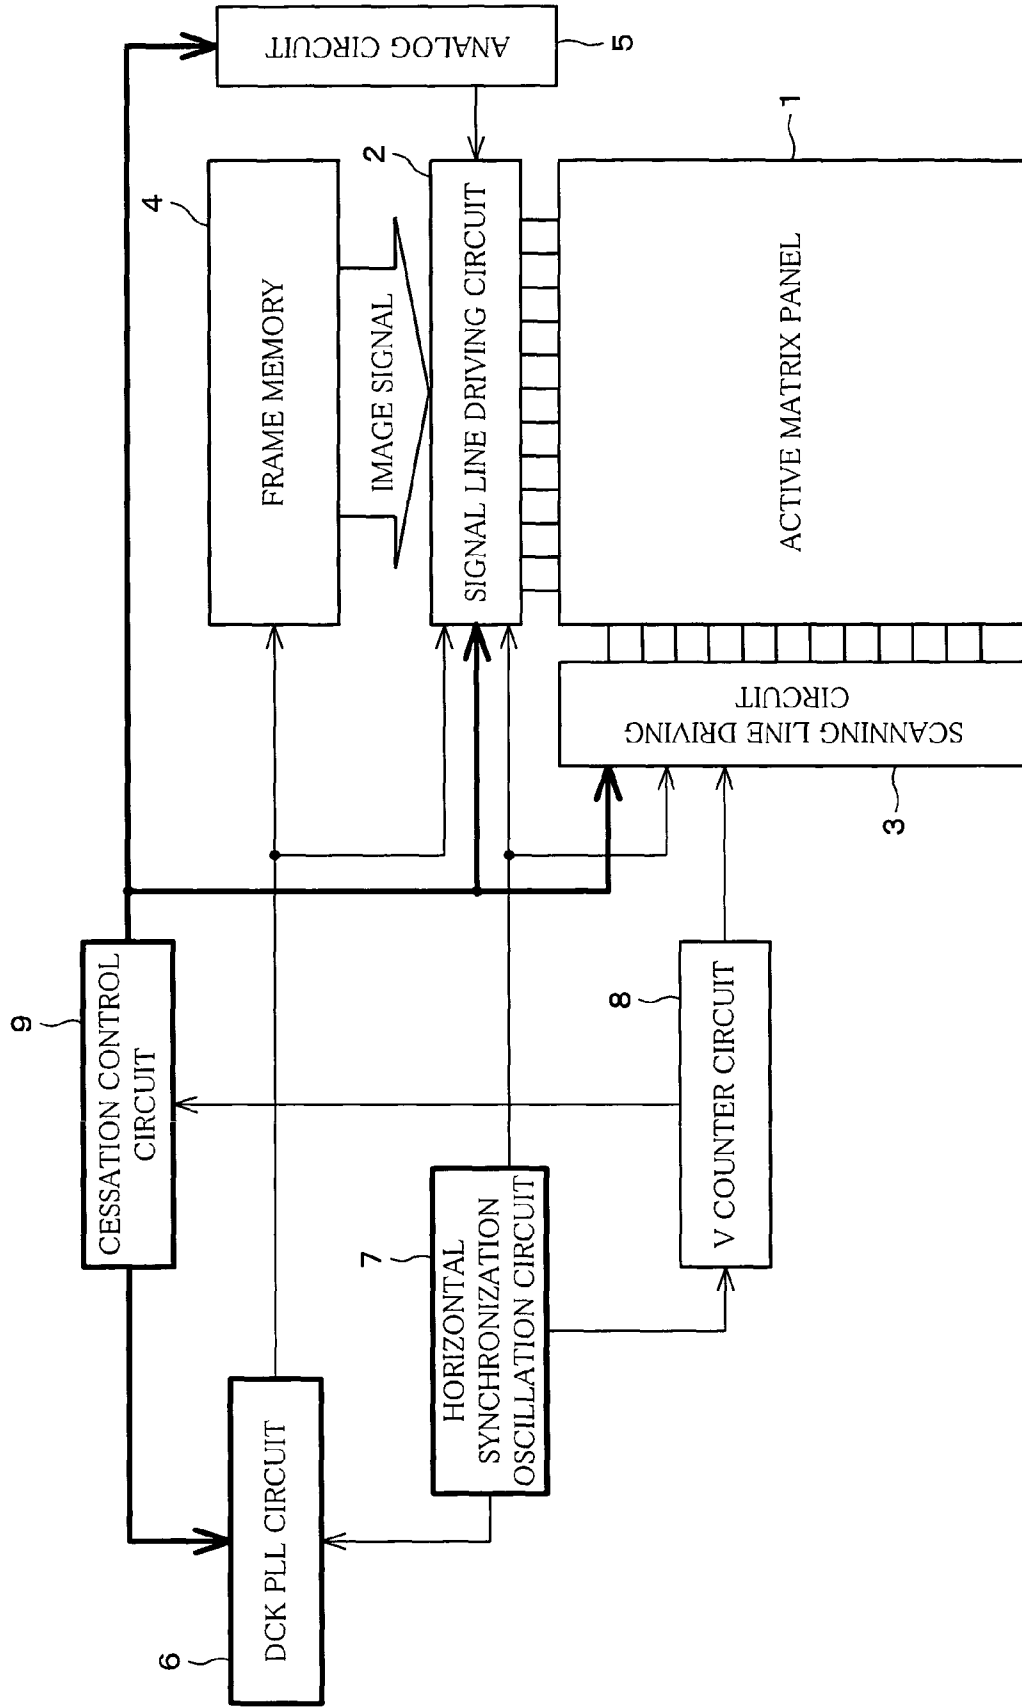 9
CESSATION CONTROL
CIRCUIT
6
DCK PLL CIRCUIT
7
HORIZONTAL
SYNCHRONIZATION
OSCILLATION CIRCUIT
8
V COUNTER CIRCUIT
4
FRAME MEMORY
IMAGE SIGNAL
2
SIGNAL LINE DRIVING CIRCUIT
ANALOG CIRCUIT
5
SCANNING LINE DRIVING
CIRCUIT
3
ACTIVE MATRIX PANEL
1